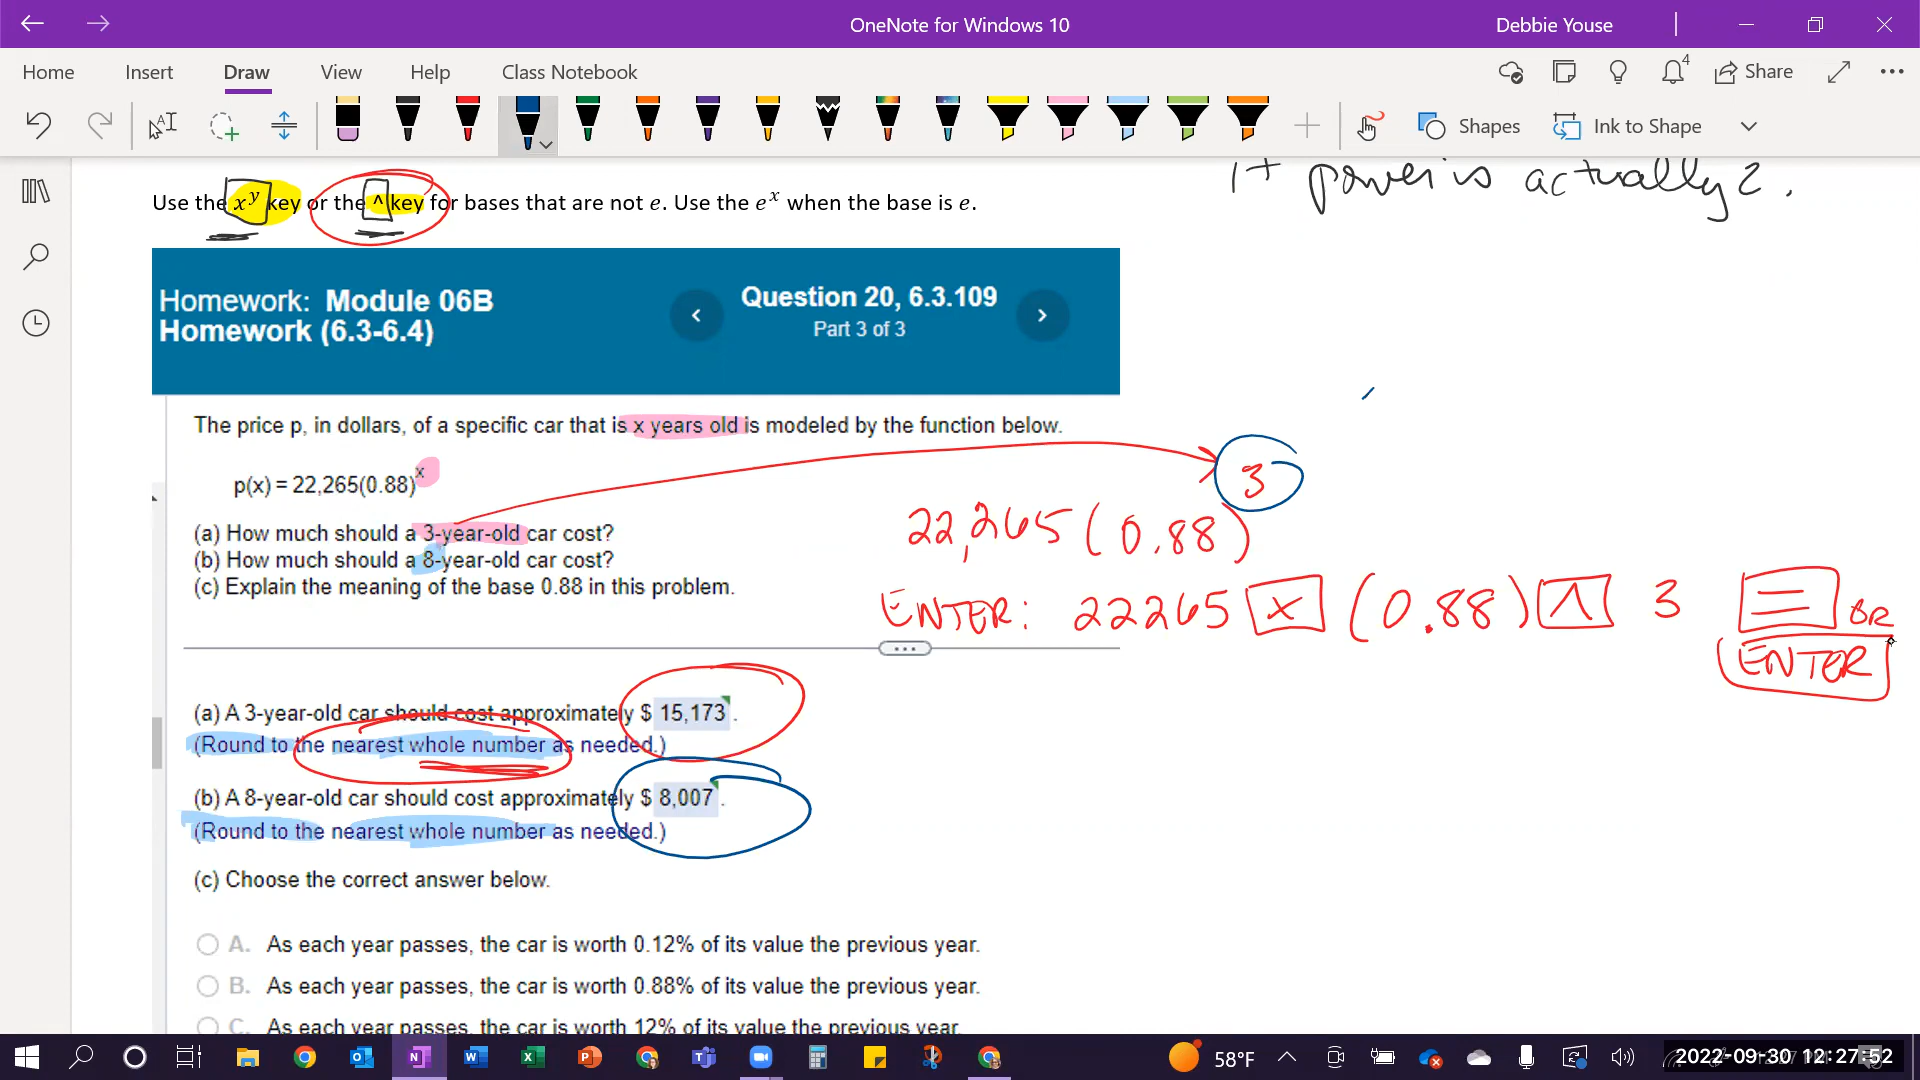 OneNote for Windows 10
Debbie Youse
Home Insert Draw View Help Class Notebook
4
Share
Shapes
Ink to Shape
1+ power is actually 2.
Use the x^y key or the ^ key for bases that are not e. Use the e^x when the base is e.
Homework: Module 06B
Homework (6.3-6.4)
Question 20, 6.3.109
Part 3 of 3
The price p, in dollars, of a specific car that is x years old is modeled by the function below.
p(x) = 22,265(0.88)^x
(a) How much should a 3-year-old car cost?
(b) How much should a 8-year-old car cost?
(c) Explain the meaning of the base 0.88 in this problem.
22,265 (0.88)^3
ENTER: 22265 x (0.88) ^ 3 = OR
ENTER
(a) A 3-year-old car should cost approximately $ 15,173 .
(Round to the nearest whole number as needed.)
(b) A 8-year-old car should cost approximately $ 8,007 .
(Round to the nearest whole number as needed.)
(c) Choose the correct answer below.
A. As each year passes, the car is worth 0.12% of its value the previous year.
B. As each year passes, the car is worth 0.88% of its value the previous year.
C. As each year passes, the car is worth 12% of its value the previous year.
58°F
2022-09-30 12:27:52